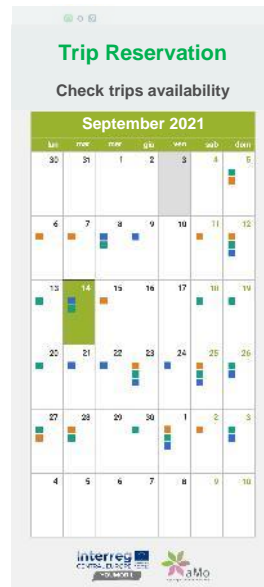 Trip Reservation
Check trips availability
September 2021
lun mar mer gio ven sab dom
30 31 1 2 3 4 5
6 7 8 9 10 11 12
13 14 15 16 17 18 19
20 21 22 23 24 25 26
27 28 29 30 1 2 3
4 5 6 7 8 9 10
Interreg
CENTRAL EUROPE
YOUMOBIL
aMo